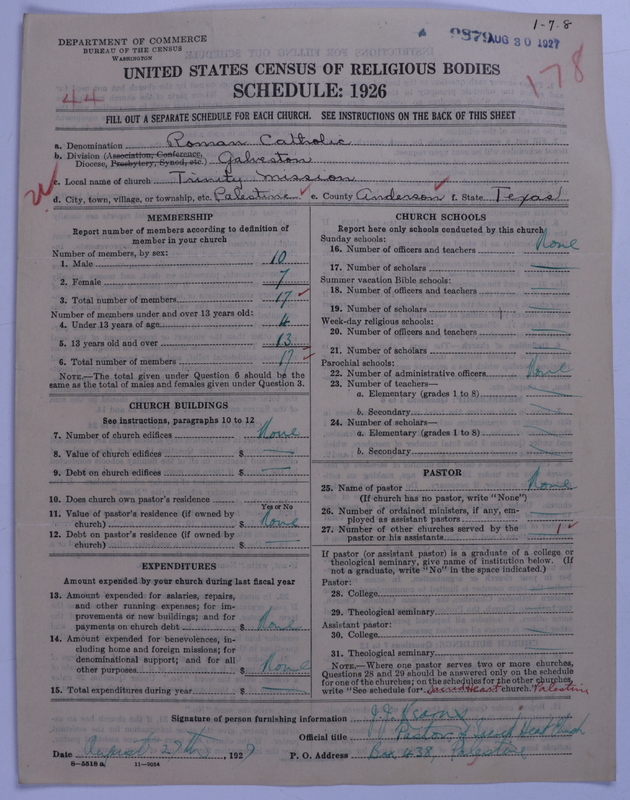 1-7-8
DEPARTMENT OF COMMERCE
BUREAU OF THE CENSUS
WASHINGTON
9879 AUG 30 1927
UNITED STATES CENSUS OF RELIGIOUS BODIES
44
SCHEDULE: 1926
178
FILL OUT A SEPARATE SCHEDULE FOR EACH CHURCH. SEE INSTRUCTIONS ON THE BACK OF THIS SHEET
a. Denomination Roman Catholic
b. Division (Association, Conference,
Diocese, Presbytery, Synod, etc.) Galveston
c. Local name of church Trinity Mission
d. City, town, village, or township, etc. Palestine e. County Anderson f. State Texas
MEMBERSHIP
Report number of members according to definition of
member in your church
Number of members, by sex:
1. Male 10
2. Female 7
3. Total number of members 17
Number of members under and over 13 years old:
4. Under 13 years of age 4
5. 13 years old and over 13
6. Total number of members 17
NOTE.—The total given under Question 6 should be the
same as the total of males and females given under Question 3.
CHURCH BUILDINGS
See instructions, paragraphs 10 to 12
7. Number of church edifices None
8. Value of church edifices $
9. Debt on church edifices $
10. Does church own pastor's residence
Yes or No
11. Value of pastor's residence (if owned by
church) $ None
12. Debt on pastor's residence (if owned by
church) $
EXPENDITURES
Amount expended by your church during last fiscal year
13. Amount expended for salaries, repairs,
and other running expenses; for im-
provements or new buildings; and for
payments on church debt $ None
14. Amount expended for benevolences, in-
cluding home and foreign missions; for
denominational support; and for all
other purposes $ None
15. Total expenditures during year $
CHURCH SCHOOLS
Report here only schools conducted by this church
Sunday schools:
16. Number of officers and teachers None
17. Number of scholars
Summer vacation Bible schools:
18. Number of officers and teachers
19. Number of scholars
Week-day religious schools:
20. Number of officers and teachers
21. Number of scholars
Parochial schools:
22. Number of administrative officers None
23. Number of teachers—
a. Elementary (grades 1 to 8)
b. Secondary
24. Number of scholars—
a. Elementary (grades 1 to 8)
b. Secondary
PASTOR
25. Name of pastor None
(If church has no pastor, write "None")
26. Number of ordained ministers, if any, em-
ployed as assistant pastors
27. Number of other churches served by the
pastor or his assistants 1
If pastor (or assistant pastor) is a graduate of a college or
theological seminary, give name of institution below. (If
not a graduate, write "No" in the space indicated.)
Pastor:
28. College
29. Theological seminary
Assistant pastor:
30. College
31. Theological seminary
NOTE.—Where one pastor serves two or more churches,
Questions 28 and 29 should be answered only on the schedule
for one of the churches; on the schedules for the other churches,
write "See schedule for Sacred Heart church. Palestine
Signature of person furnishing information J.J.
Official title Pastor of Sacred Heart
Date August 29th, 1927 P. O. Address Box 438, Palestine
8—5518 a 11—9054